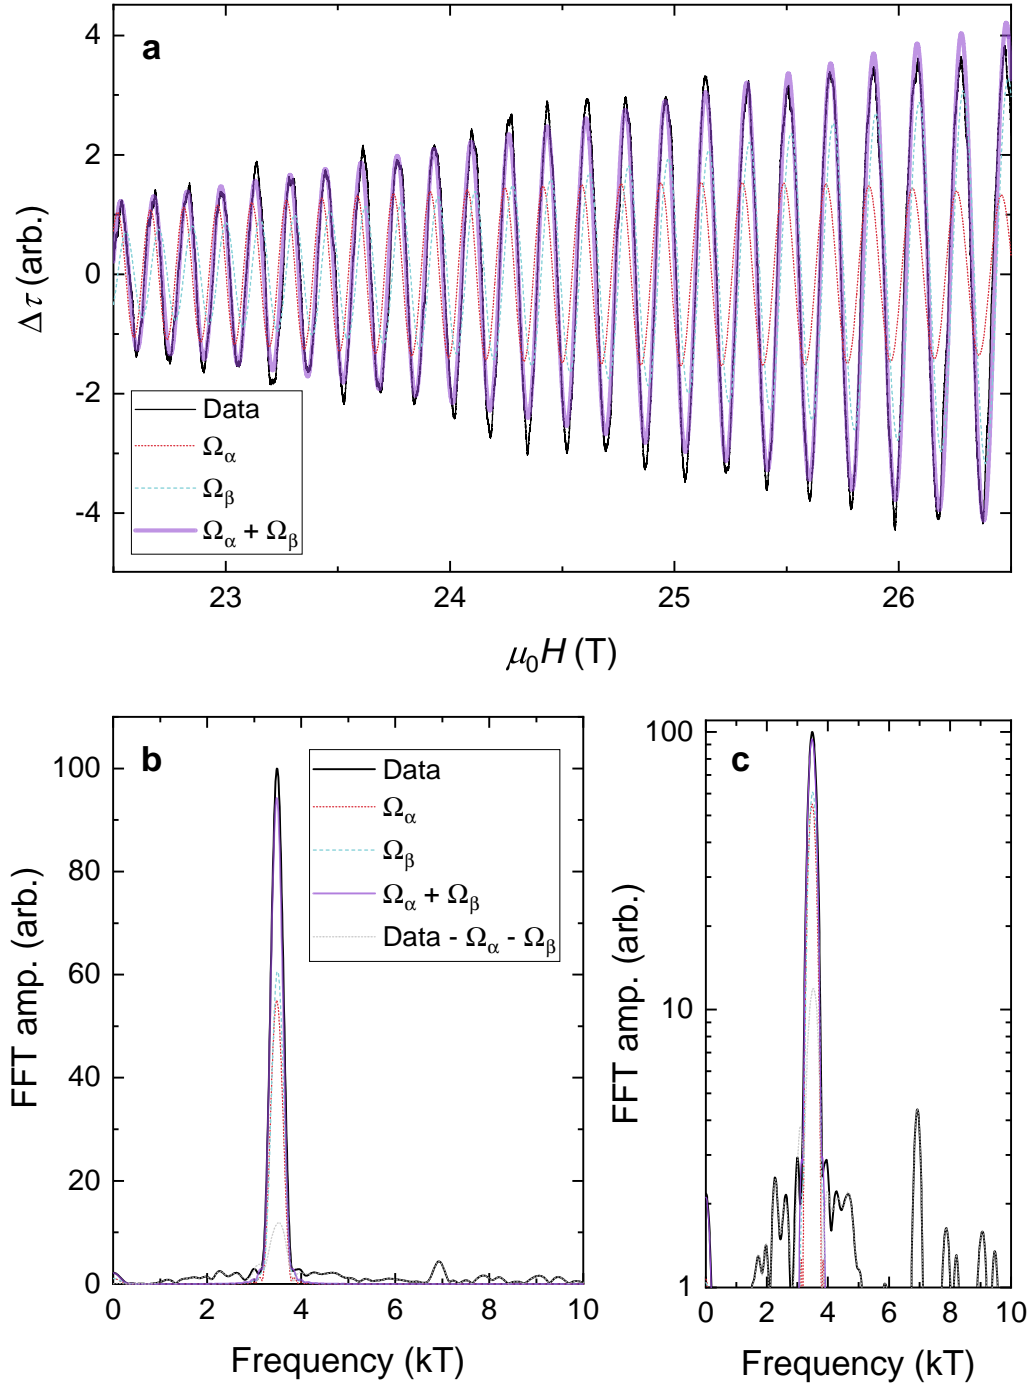 a
4
2
0
-2
-4
Δτ (arb.)
Data
Ωα
Ωβ
Ωα + Ωβ
23 24 25 26
μ0H (T)
b
100
80
60
40
20
0
FFT amp. (arb.)
Data
Ωα
Ωβ
Ωα + Ωβ
Data - Ωα - Ωβ
0 2 4 6 8 10
Frequency (kT)
c
100
10
1
FFT amp. (arb.)
0 2 4 6 8 10
Frequency (kT)